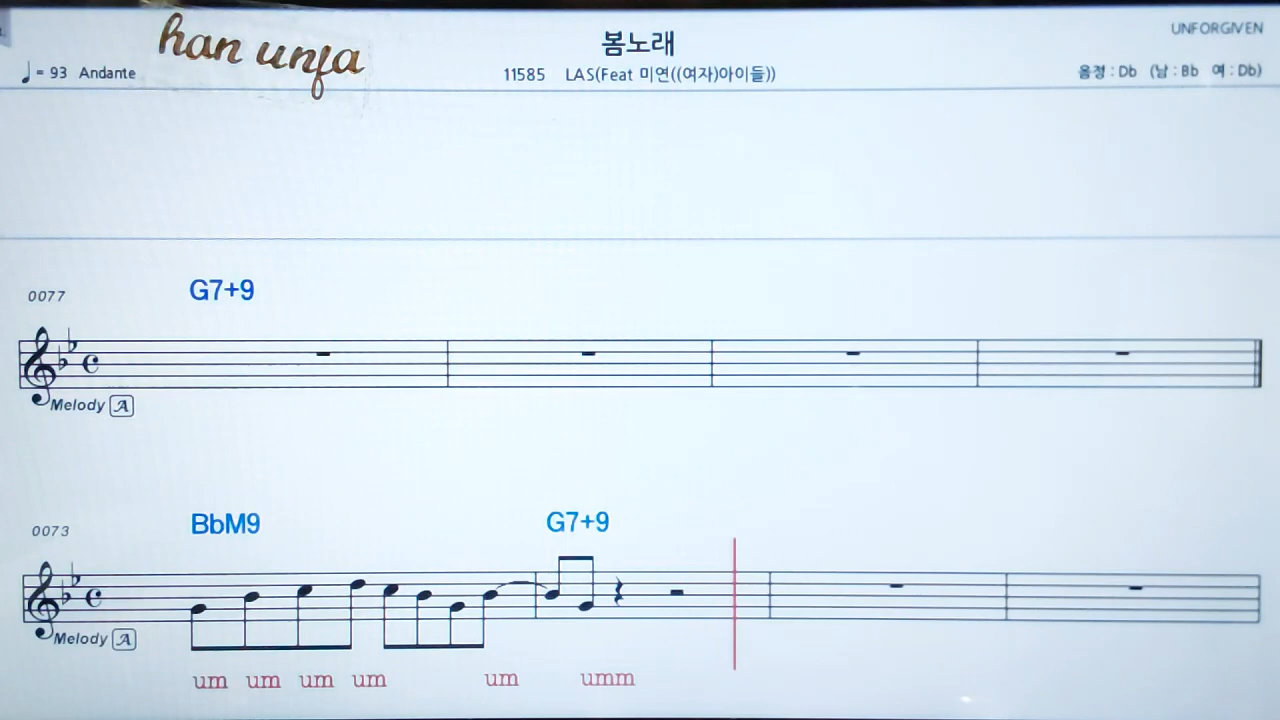 han unfa
봄노래
UNFORGIVEN
♩ = 93 Andante
11585 LAS(Feat 미연((여자)아이들))
음정 : Db (남 : Bb 여 : Db)
0077
G7+9
Melody A
0073
BbM9 G7+9
Melody A
um um um um um umm